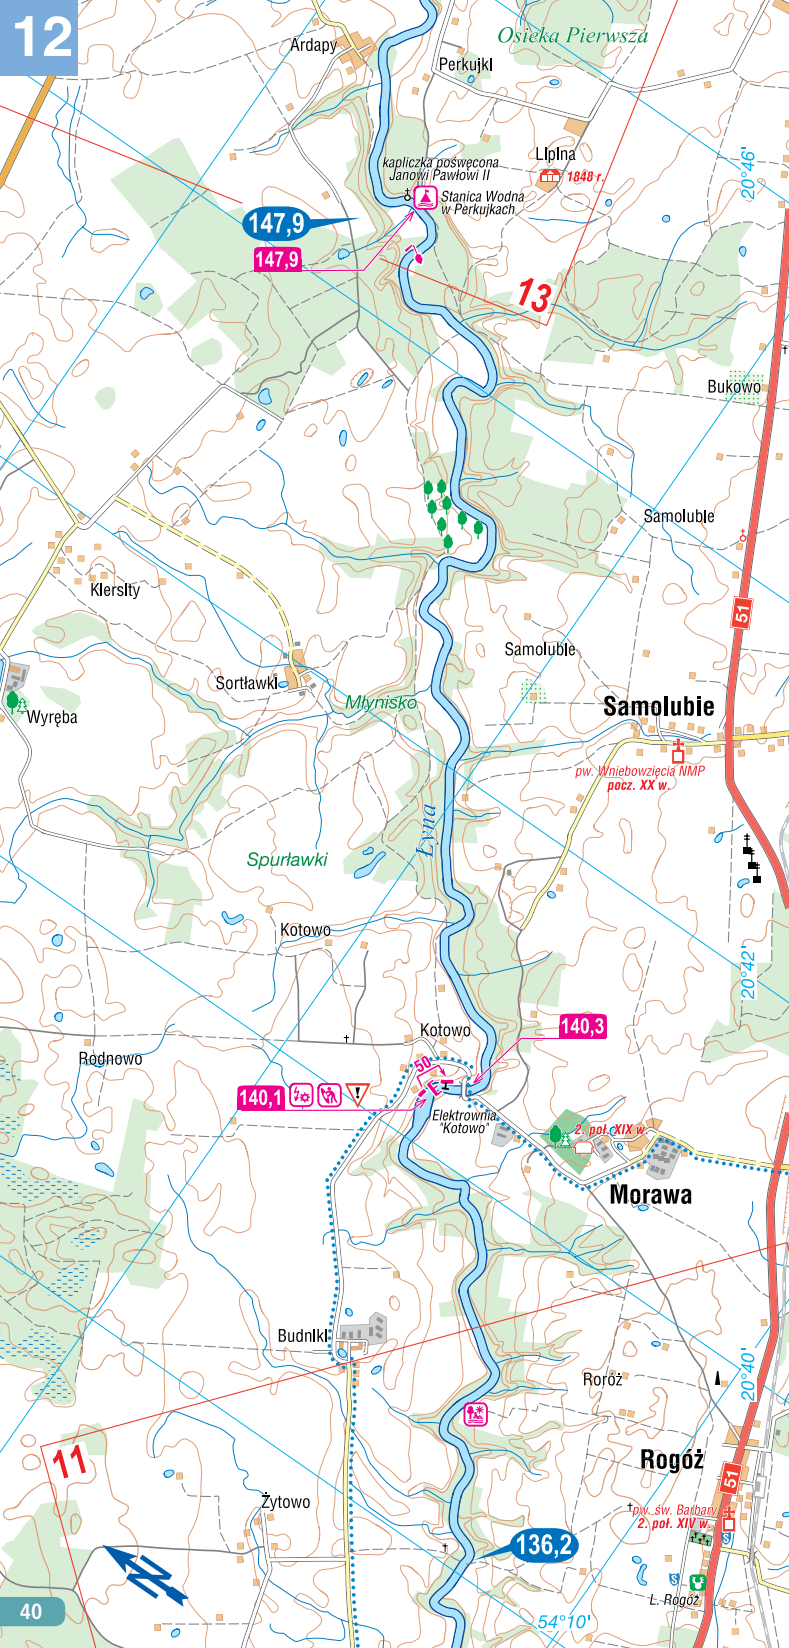 12
Osieka Pierwsza
Ardapy
Perkujki
Liplna
1848 r.
20°46'
kapliczka poświęcona
Janowi Pawłowi II
Stanica Wodna
w Perkujkach
147,9
147,9
13
Bukowo
Samolubie
51
Kiersity
Samolubie
Sortławki
Młynisko
Samolubie
Wyręba
pw. Wniebowzięcia NMP
pocz. XX w.
Łyna
Spurławki
Kotowo
20°42'
Kotowo
140,3
Rodnowo
50
140,1
Elektrownia
"Kotowo"
2. poł. XIX w.
Morawa
Budniki
Roróż
20°40'
11
Rogóż
51
Żytowo
pw. św. Barbary
2. poł. XIV w.
136,2
N
L. Rogóż
40
54°10'